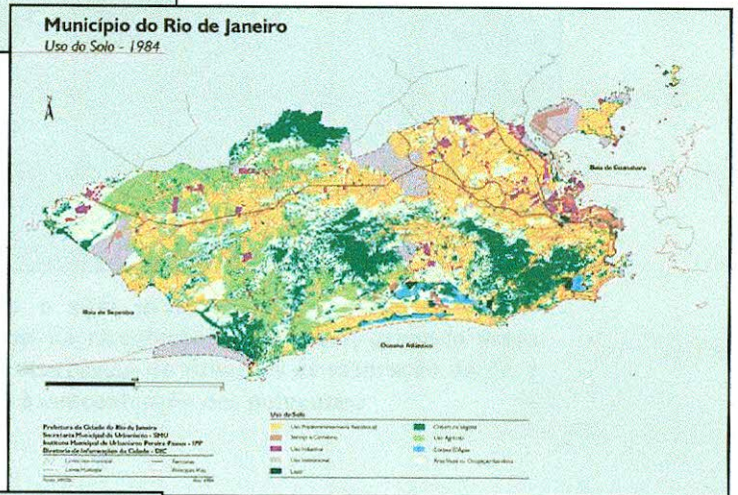 Município do Rio de Janeiro
Uso do Solo - 1984
Baía de Guanabara
Baía de Sepetiba
Oceano Atlântico
Prefeitura da Cidade do Rio de Janeiro
Secretaria Municipal de Urbanismo - SMU
Instituto Municipal de Urbanismo Pereira Passos - IPP
Diretoria de Informações da Cidade - DIC
Uso do Solo
Uso Predominantemente Residencial
Serviço e Comércio
Uso Industrial
Uso Institucional
Lazer
Cobertura Vegetal
Uso Agrícola
Corpos D'Água